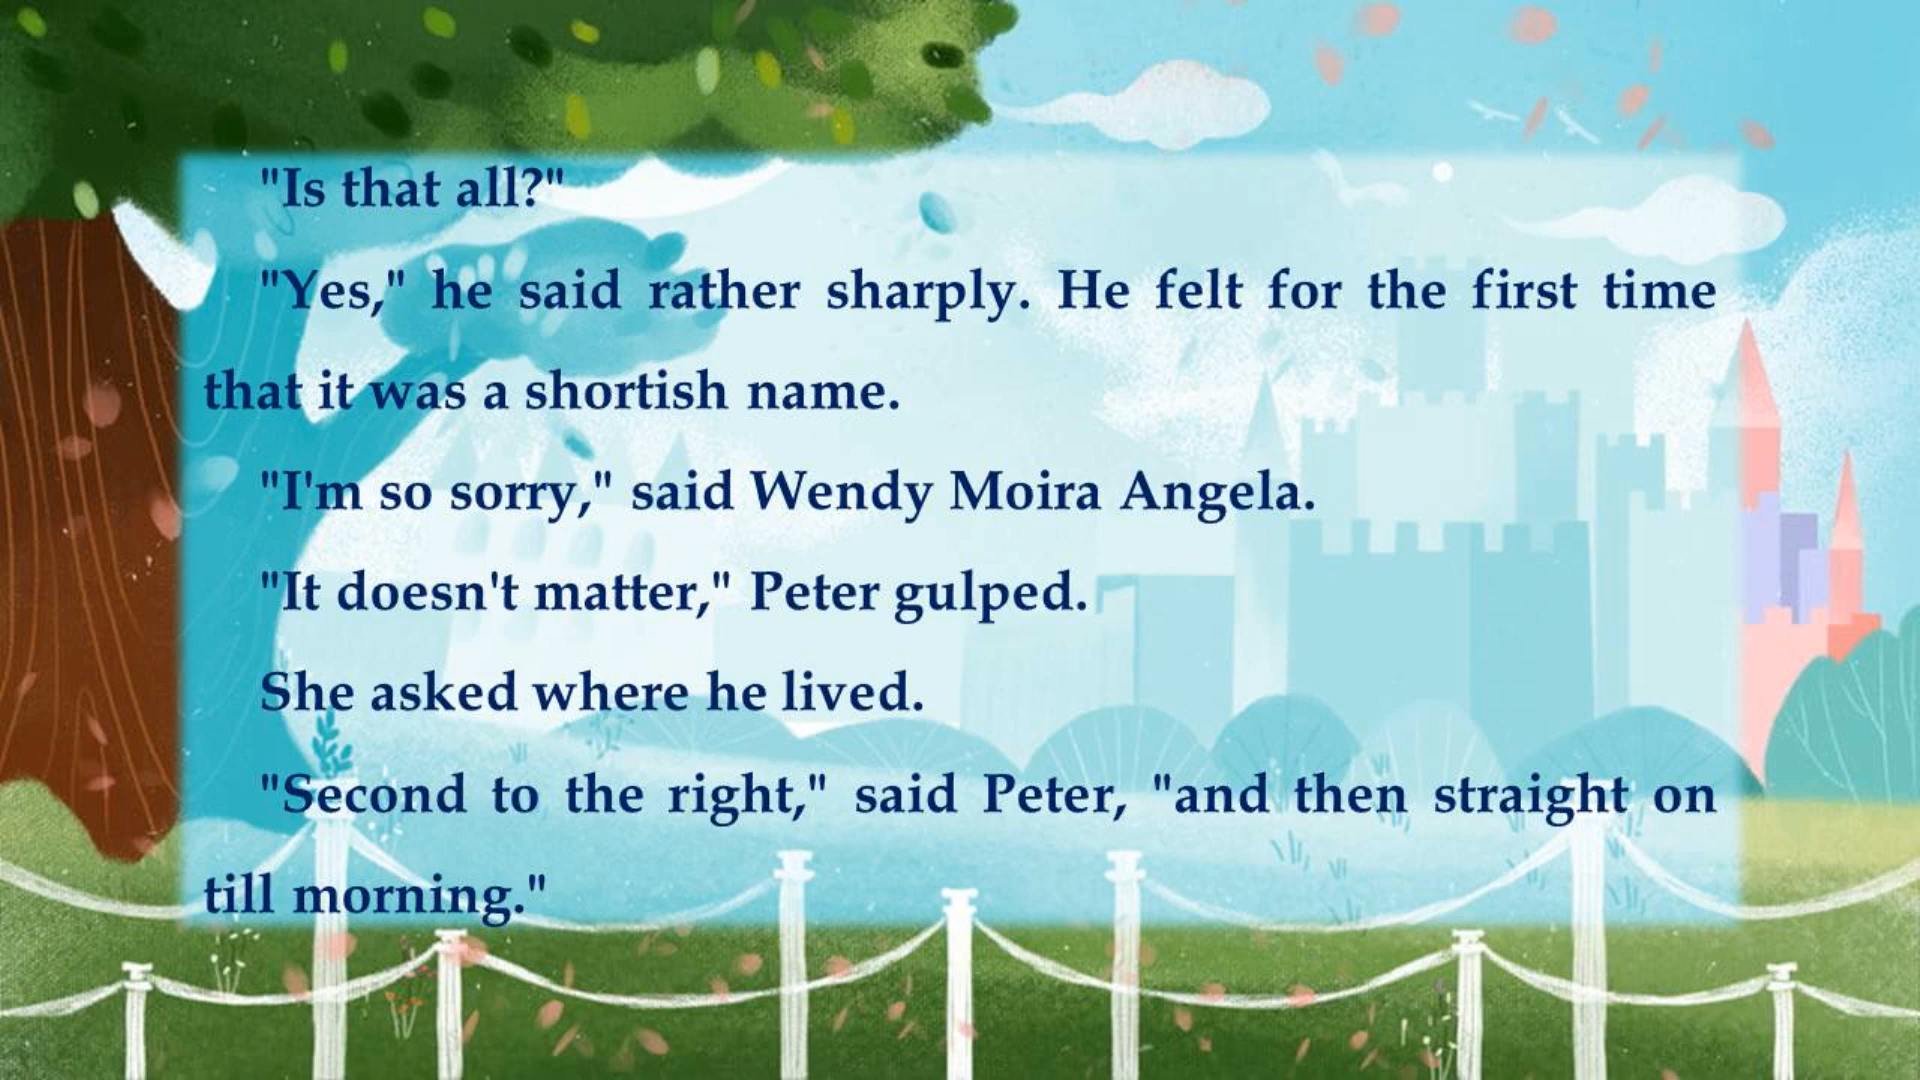 "Is that all?"
"Yes," he said rather sharply. He felt for the first time
that it was a shortish name.
"I'm so sorry," said Wendy Moira Angela.
"It doesn't matter," Peter gulped.
She asked where he lived.
"Second to the right," said Peter, "and then straight on
till morning."